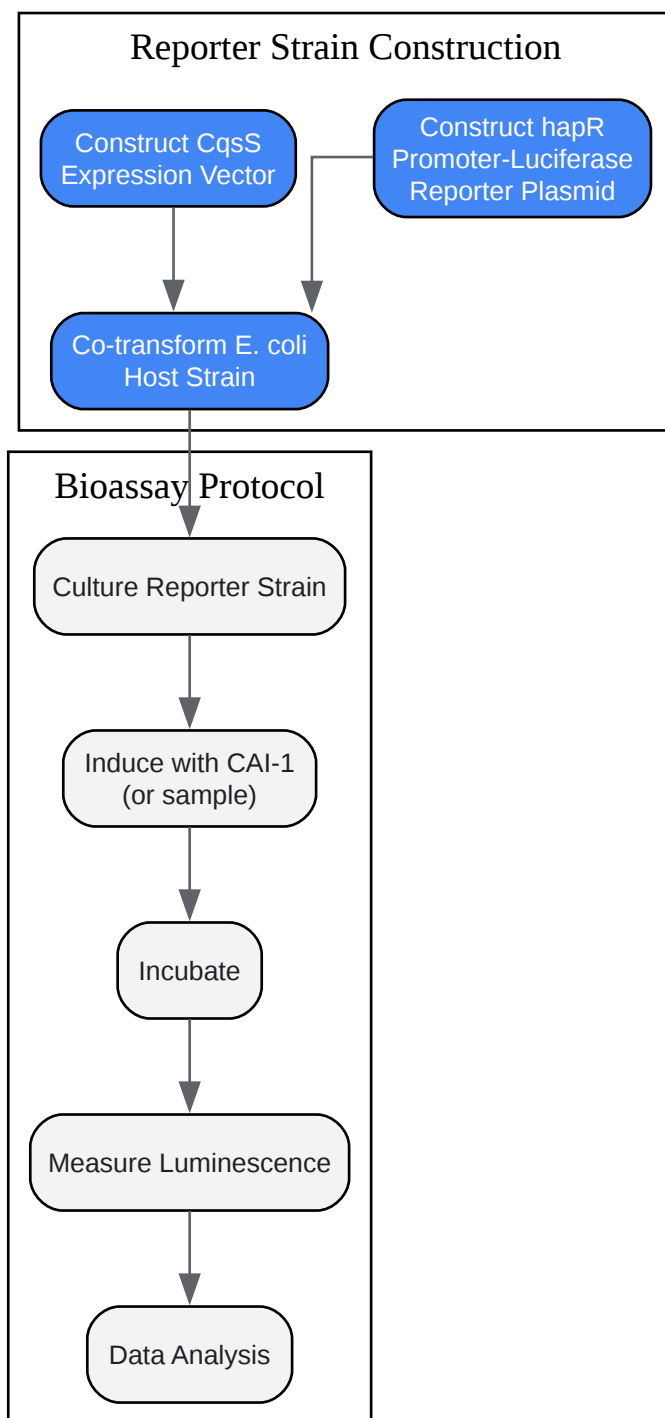 Reporter Strain Construction
Construct CqsS
Expression Vector
Construct hapR
Promoter-Luciferase
Reporter Plasmid
Co-transform E. coli
Host Strain
Bioassay Protocol
Culture Reporter Strain
Induce with CAI-1
(or sample)
Incubate
Measure Luminescence
Data Analysis